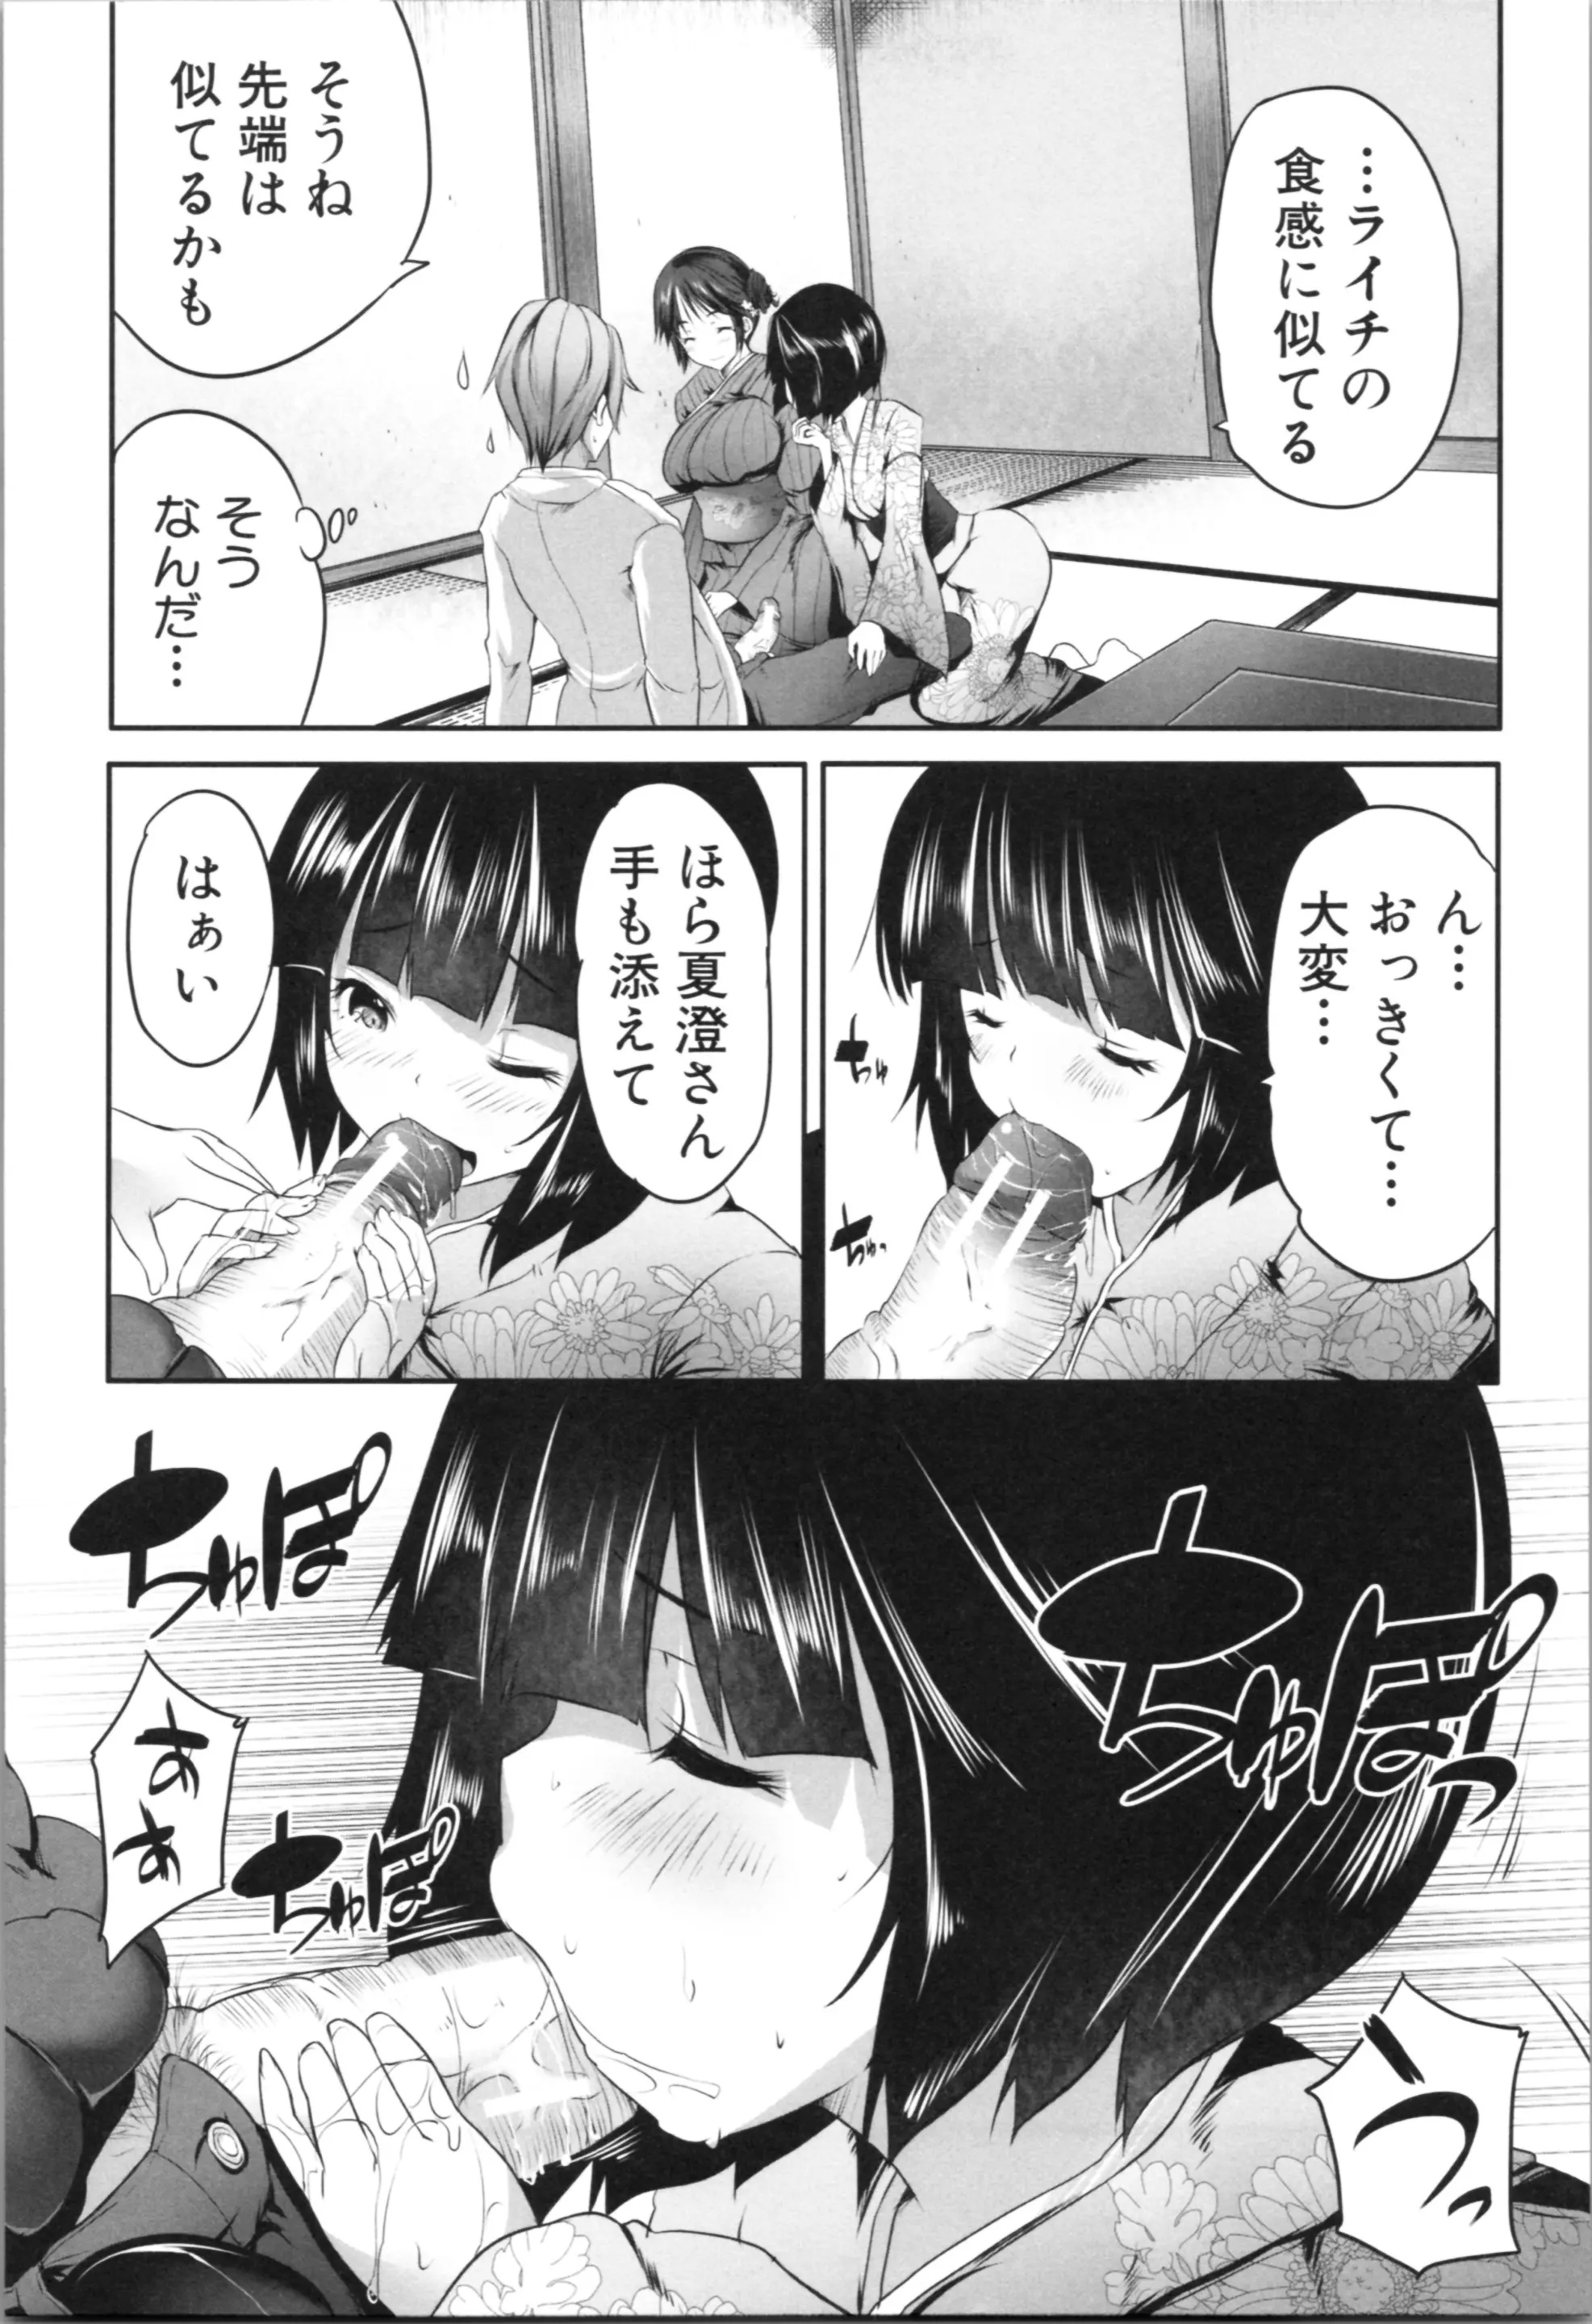 …ライチの
食感に似てる
そうね
先端は
似てるかも
そう
なんだ…
ん…
おっきくて…
大変…
ちゅ
ちゅ。
ほら夏澄さん
手も添えて
はぁい
ちゅぽっ
ちゅぽ
ああ
ちゅぽ
うっ